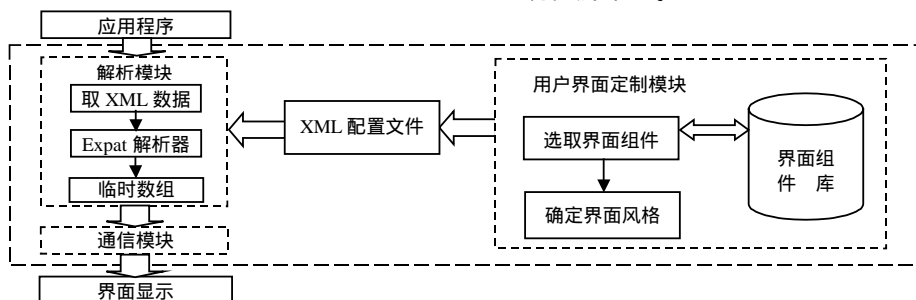 应用程序
解析模块
取 XML 数据
Expat 解析器
临时数组
通信模块
界面显示
XML 配置文件
用户界面定制模块
选取界面组件
确定界面风格
界面组
件 库